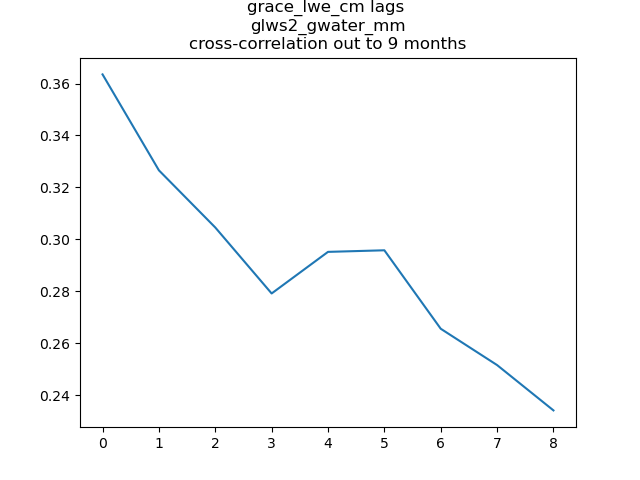 grace_lwe_cm lags
glws2_gwater_mm
cross-correlation out to 9 months
0.36
0.34
0.32
0.30
0.28
0.26
0.24
0 1 2 3 4 5 6 7 8